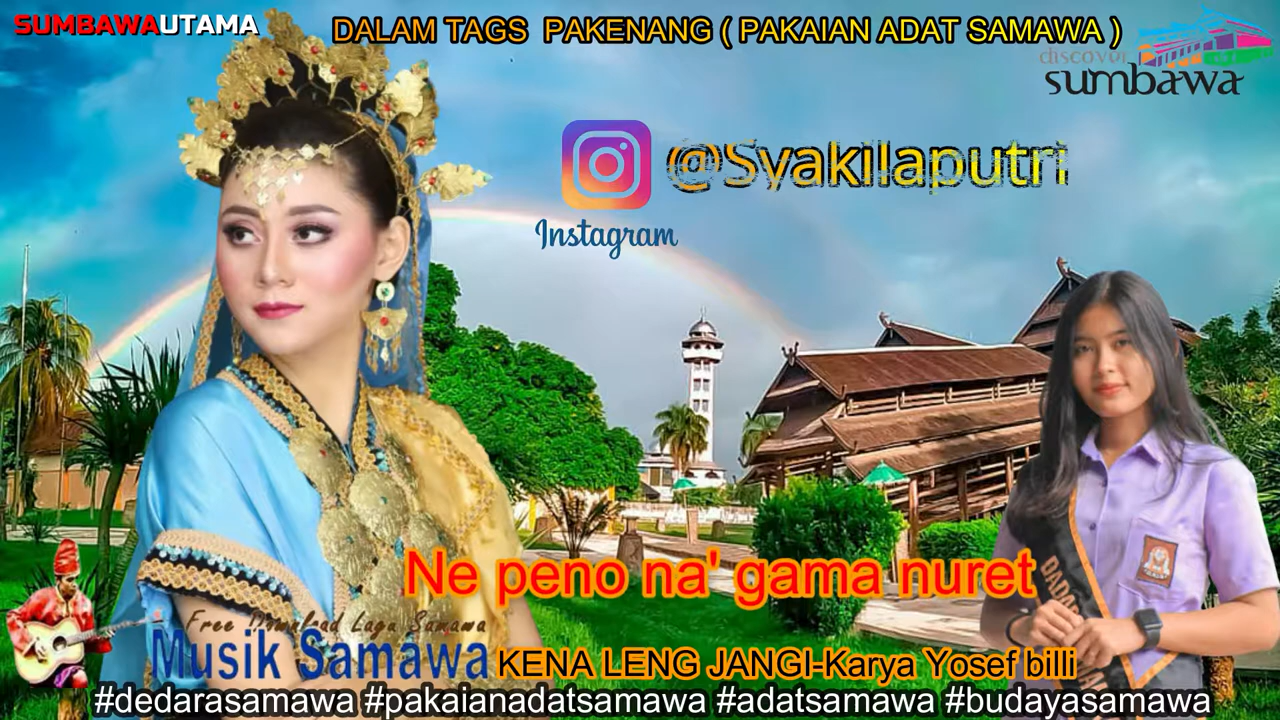 SUMBAWAUTAMA
DALAM TAGS PAKENANG ( PAKAIAN ADAT SAMAWA )
discover
sumbawa
@Syakilaputri
Instagram
Ne peno na' gama nuret
Free Download Lagu Samawa
Musik Samawa
KENA LENG JANGI-Karya Yosef billi
#dedarasamawa #pakaianadatsamawa #adatsamawa #budayasamawa